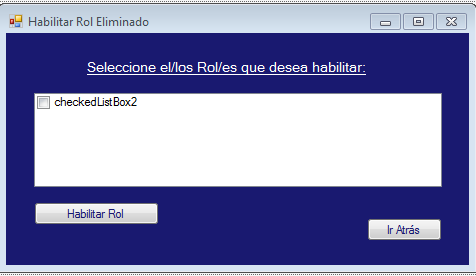 Habilitar Rol Eliminado
Seleccione el/los Rol/es que desea habilitar:
checkedListBox2
Habilitar Rol
Ir Atrás